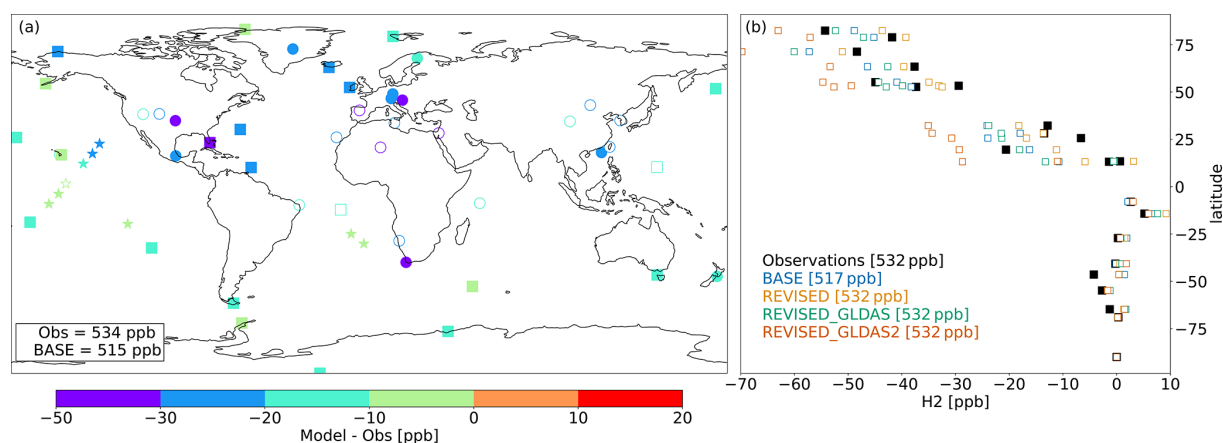 (a)
Obs = 534 ppb
BASE = 515 ppb
−50 −30 −20 −10 0 10 20
Model - Obs [ppb]
(b)
Observations [532 ppb]
BASE [517 ppb]
REVISED [532 ppb]
REVISED_GLDAS [532 ppb]
REVISED_GLDAS2 [532 ppb]
75
50
25
0
−25
−50
−75
latitude
−70 −60 −50 −40 −30 −20 −10 0 10
H2 [ppb]